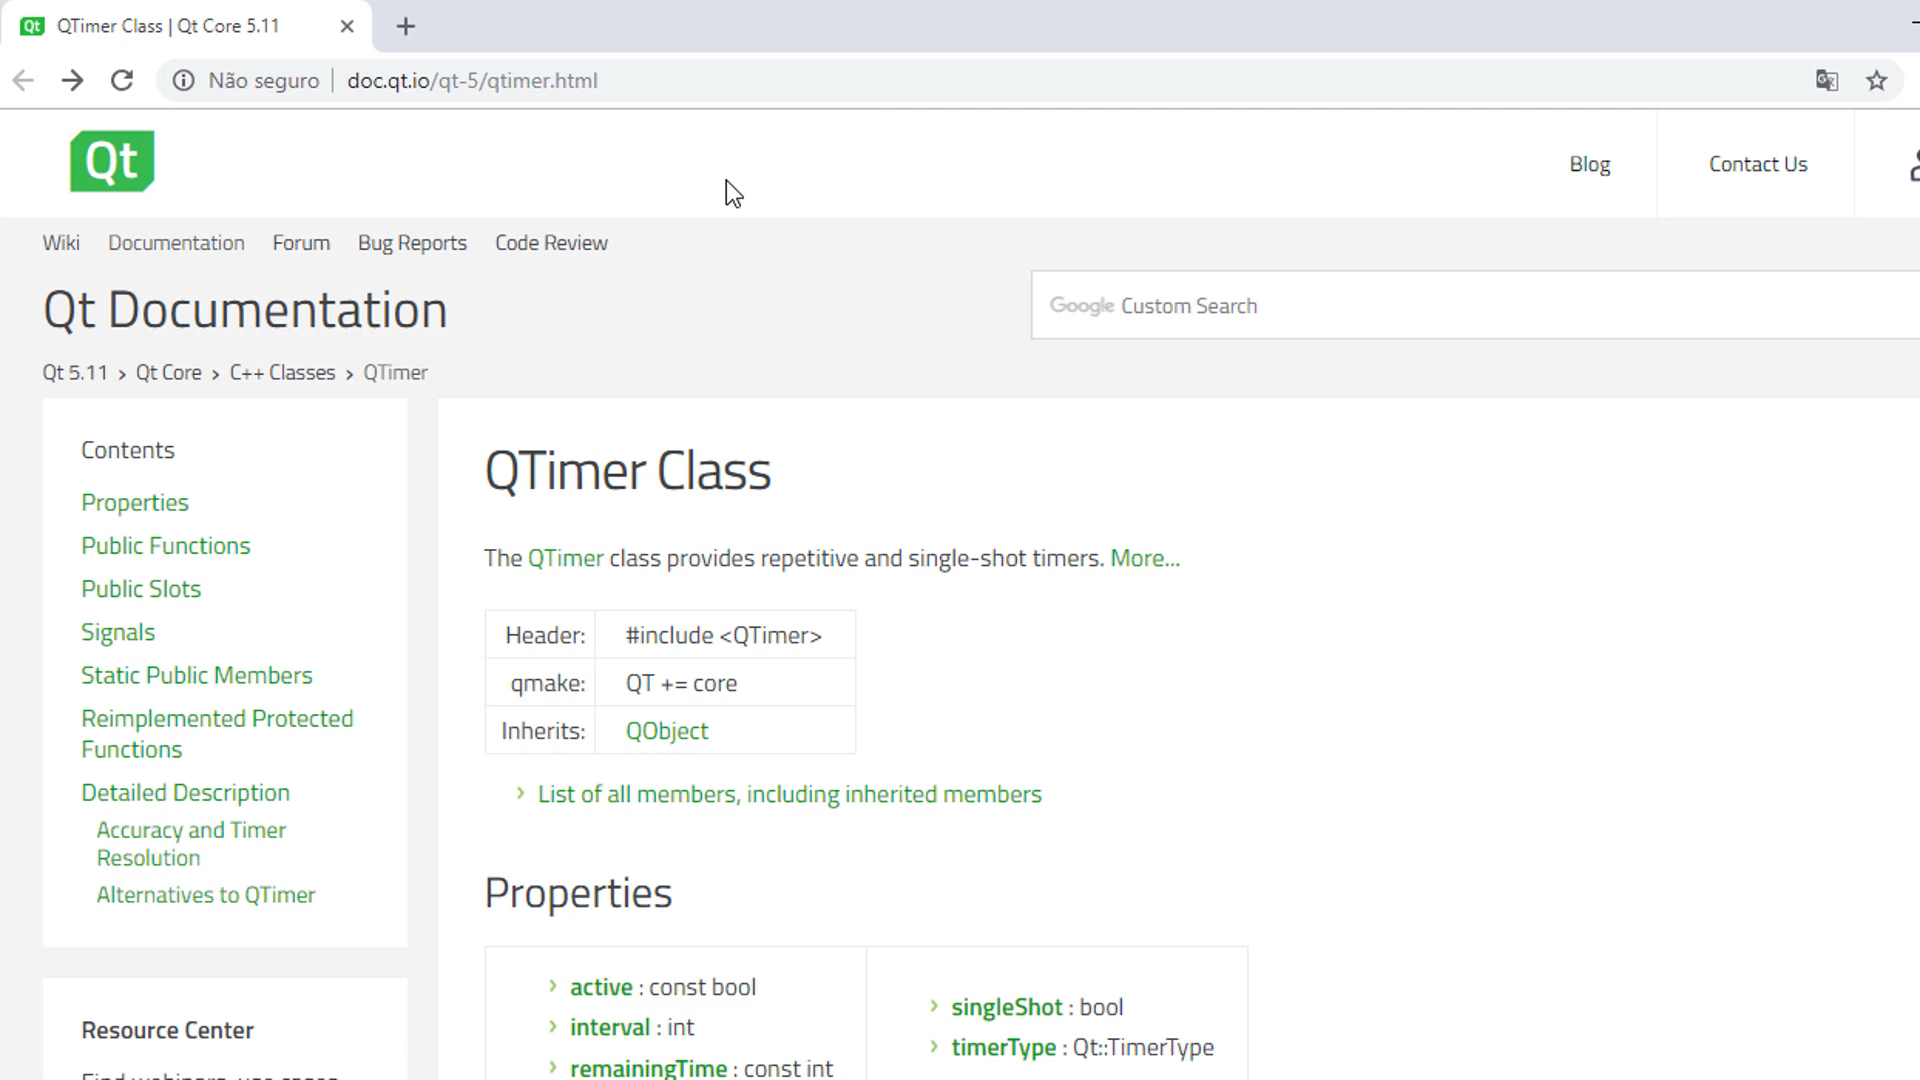 Qt QTimer Class | Qt Core 5.11
Não seguro doc.qt.io/qt-5/qtimer.html
Qt
Blog Contact Us
Wiki Documentation Forum Bug Reports Code Review
Qt Documentation
Google Custom Search
Qt 5.11 › Qt Core › C++ Classes › QTimer
Contents
Properties
Public Functions
Public Slots
Signals
Static Public Members
Reimplemented Protected
Functions
Detailed Description
Accuracy and Timer
Resolution
Alternatives to QTimer
Resource Center
QTimer Class
The QTimer class provides repetitive and single-shot timers. More...
Header: #include <QTimer>
qmake: QT += core
Inherits: QObject
› List of all members, including inherited members
Properties
› active : const bool
› interval : int
› remainingTime : const int
› singleShot : bool
› timerType : Qt::TimerType